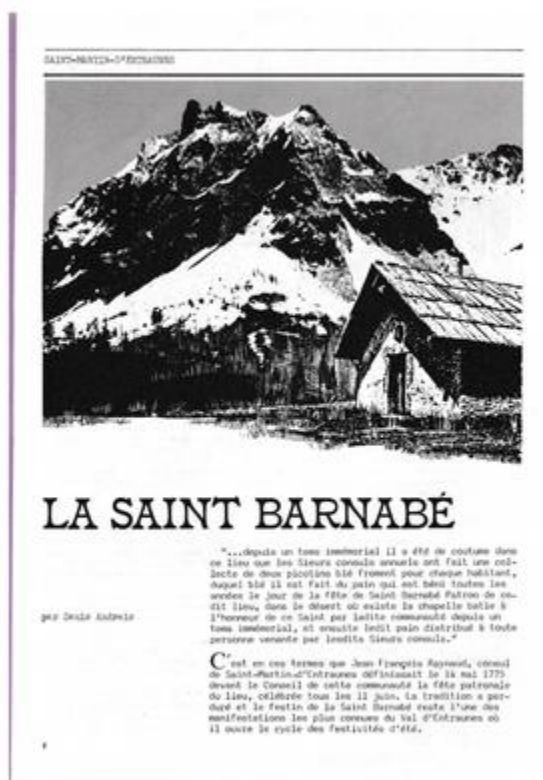 SAINT-MARTIN-D'ENTRAUNES
LA SAINT BARNABÉ
"...depuis un tems immémorial il a été de coutume dans
ce lieu que les Sieurs consuls annuels ont fait une col-
lecte de deux picotins blé froment pour chaque habitant,
duquel blé il est fait du pain qui est béni toutes les
années le jour de la fête de Saint Barnabé Patron de ce-
dit lieu, dans le désert où existe la chapelle batie à
l'honneur de ce Saint par ladite communauté depuis un
tems immémorial, et ensuite ledit pain distribué à toute
personne venante par lesdits Sieurs consuls."
par Denis
C'est en ces termes que Jean François Raynaud, consul
de Saint-Martin-d'Entraunes définissait le 14 mai 1775
devant le Conseil de cette communauté la fête patronale
du lieu, célébrée tous les 11 juin. La tradition a per-
duré et le festin de la Saint Barnabé reste l'une des
manifestations les plus connues du Val d'Entraunes où
il ouvre le cycle des festivités d'été.